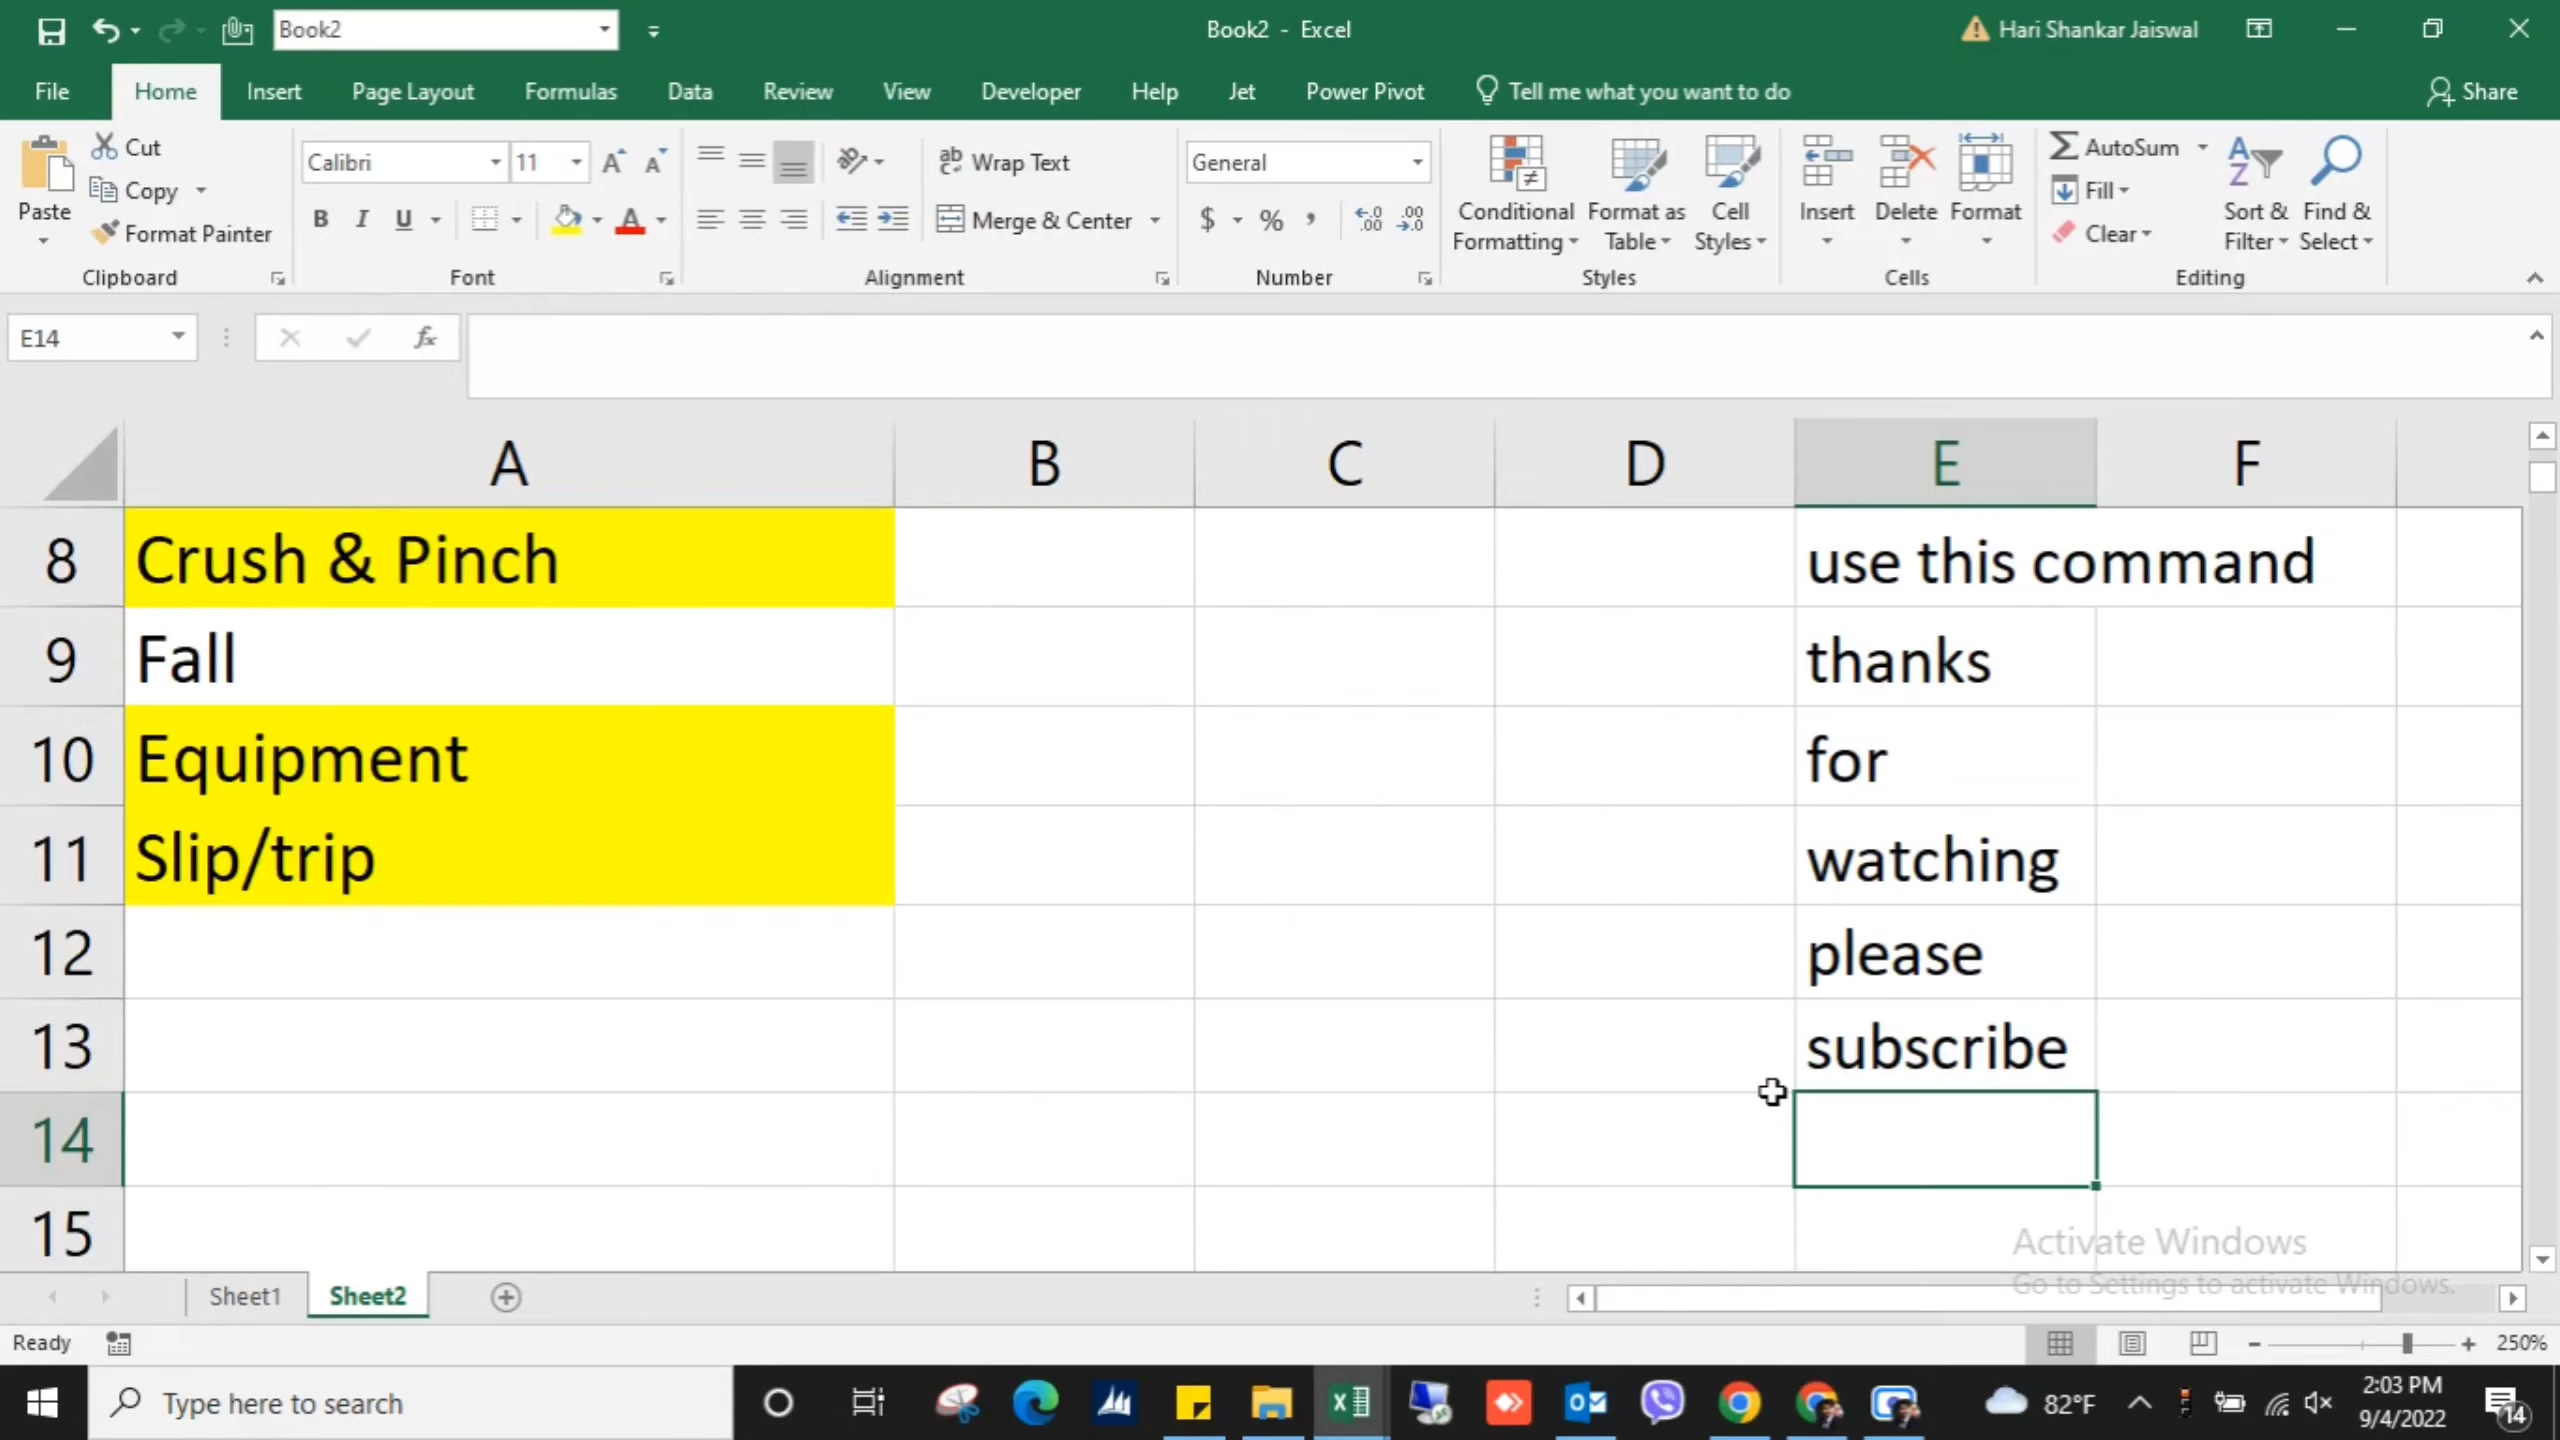 Book2
Book2 - Excel
Hari Shankar Jaiswal
File Home Insert Page Layout Formulas Data Review View Developer Help Jet Power Pivot Tell me what you want to do Share
Paste
Cut
Copy
Format Painter
Clipboard
Calibri 11
B I U A
Font
Wrap Text
Merge & Center
Alignment
General
$ % ,
Number
Conditional Formatting
Format as Table
Cell Styles
Styles
Insert Delete Format
Cells
AutoSum
Fill
Clear
Sort & Filter
Find & Select
Editing
E14
fx
A B C D E F
8 Crush & Pinch use this command
9 Fall thanks
10 Equipment for
11 Slip/trip watching
12 please
13 subscribe
14
15
Activate Windows
Go to Settings to activate Windows.
Sheet1 Sheet2
Ready
250%
Type here to search
82°F
2:03 PM
9/4/2022
14